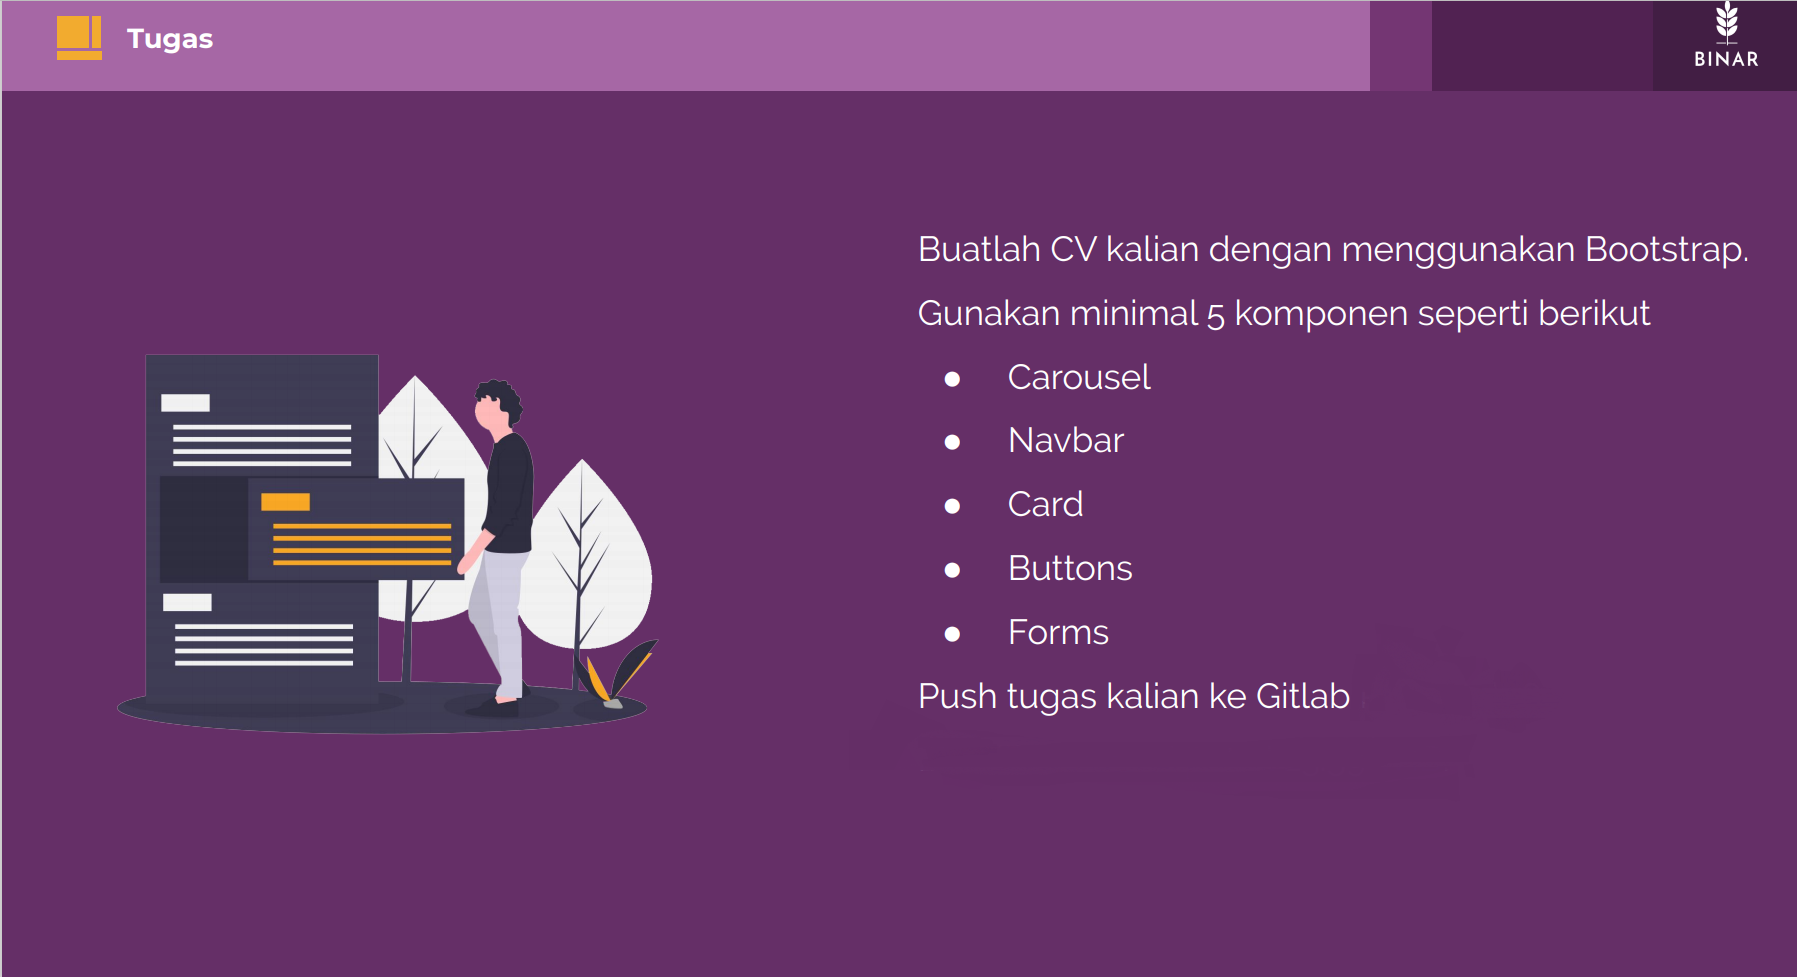 Tugas
BINAR
Buatlah CV kalian dengan menggunakan Bootstrap.
Gunakan minimal 5 komponen seperti berikut
● Carousel
● Navbar
● Card
● Buttons
● Forms
Push tugas kalian ke Gitlab